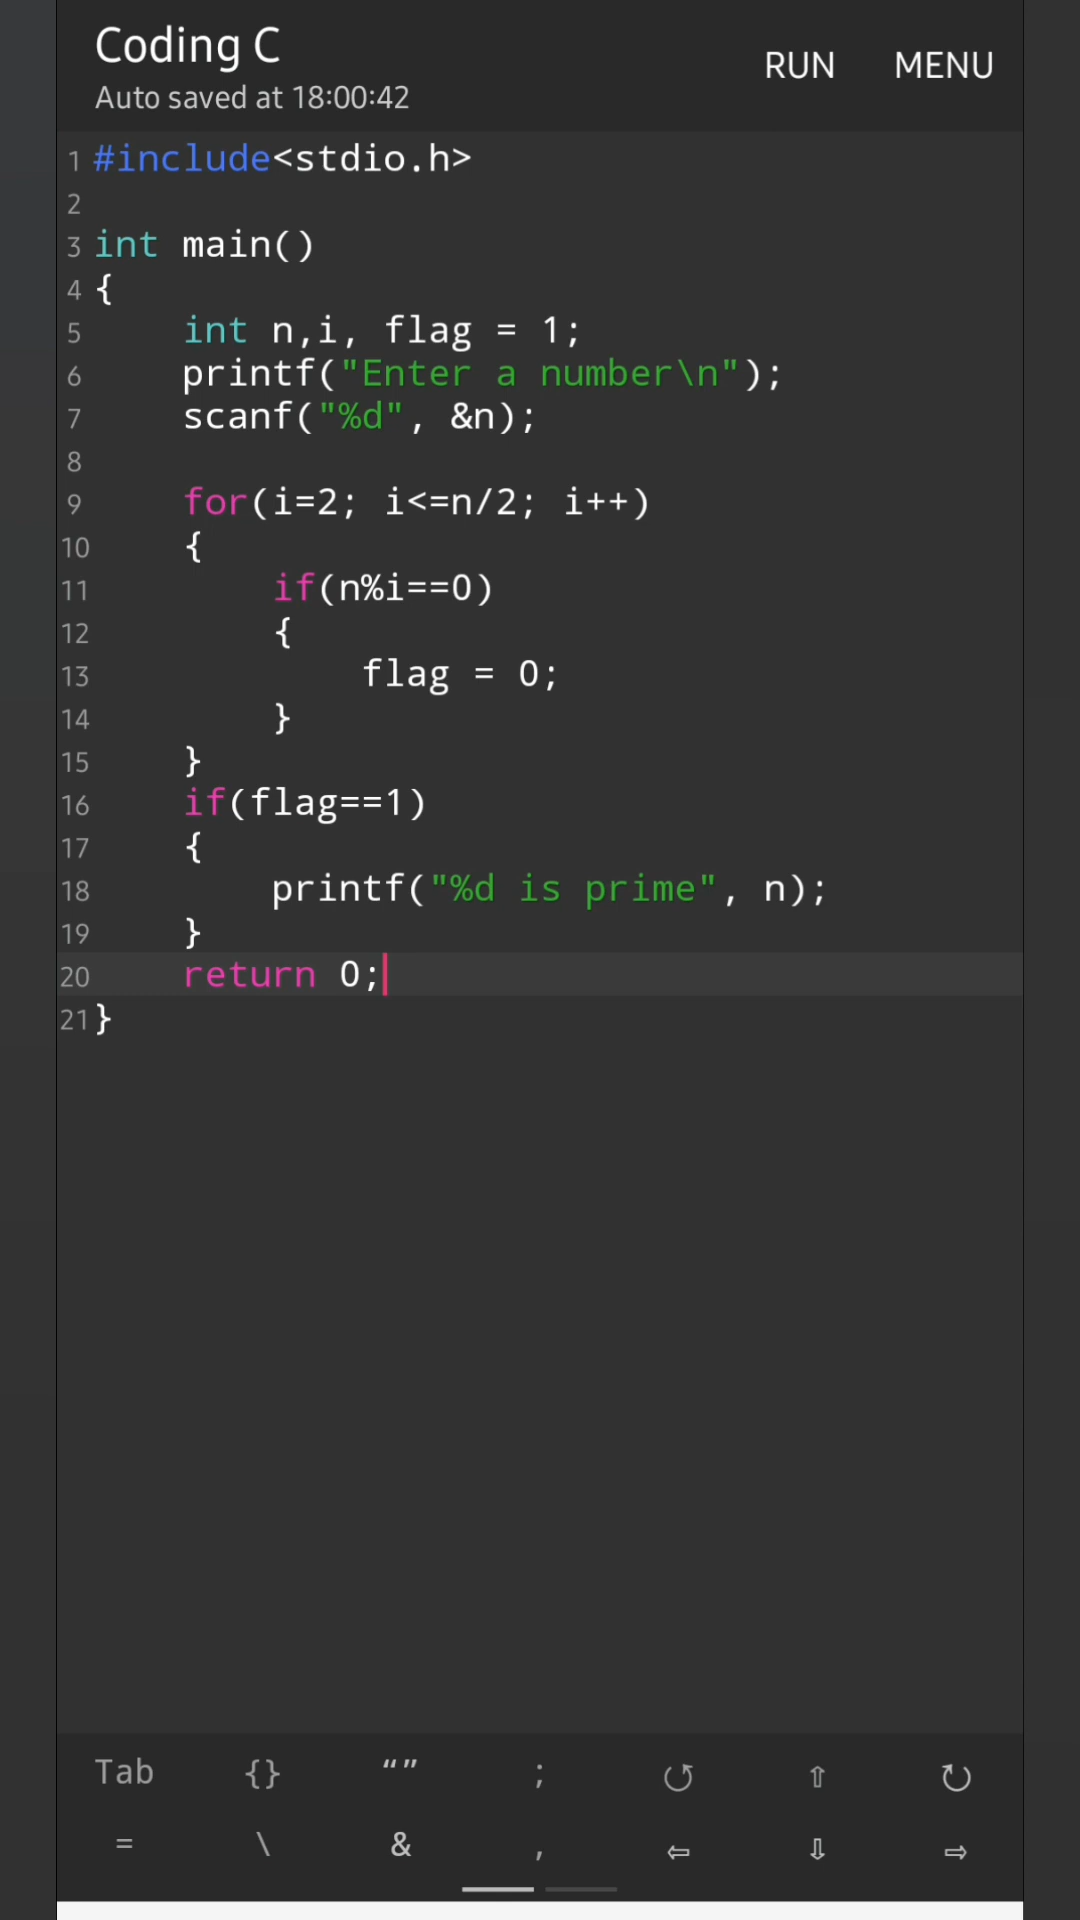 Coding C
RUN MENU
Auto saved at 18:00:42
1 #include<stdio.h>
2
3 int main()
4 {
5     int n,i, flag = 1;
6     printf("Enter a number\n");
7     scanf("%d", &n);
8
9     for(i=2; i<=n/2; i++)
10     {
11         if(n%i==0)
12         {
13             flag = 0;
14         }
15     }
16     if(flag==1)
17     {
18         printf("%d is prime", n);
19     }
20     return 0;
21 }
Tab {} “” ; ↺ ⇧ ↻
= \ & , ⇦ ⇩ ⇨